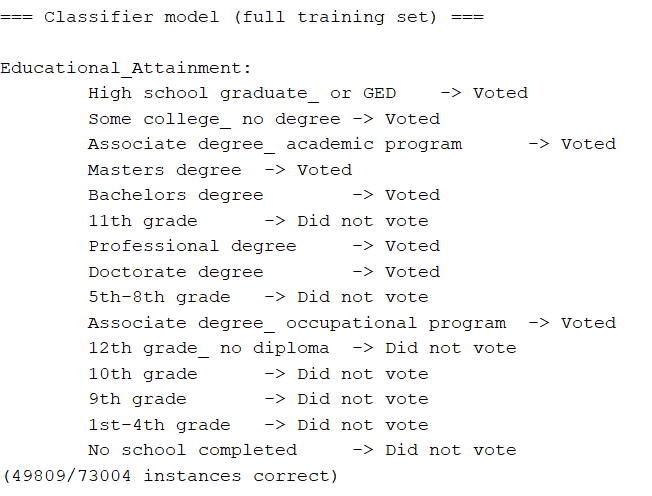 === Classifier model (full training set) ===
Educational_Attainment:
High school graduate_ or GED -> Voted
Some college_ no degree -> Voted
Associate degree_ academic program -> Voted
Masters degree -> Voted
Bachelors degree -> Voted
11th grade -> Did not vote
Professional degree -> Voted
Doctorate degree -> Voted
5th-8th grade -> Did not vote
Associate degree_ occupational program -> Voted
12th grade_ no diploma -> Did not vote
10th grade -> Did not vote
9th grade -> Did not vote
1st-4th grade -> Did not vote
No school completed -> Did not vote
(49809/73004 instances correct)